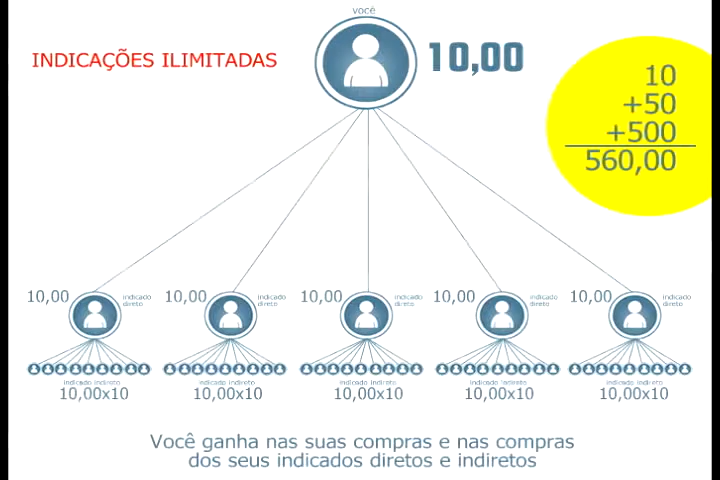 você
INDICAÇÕES ILIMITADAS
10,00
10
+50
+500
560,00
10,00
indicado
direto
10,00
indicado
direto
10,00
indicado
direto
10,00
indicado
direto
10,00
indicado
direto
indicado indireto
10,00x10
indicado indireto
10,00x10
indicado indireto
10,00x10
indicado indireto
10,00x10
indicado indireto
10,00x10
Você ganha nas suas compras e nas compras
dos seus indicados diretos e indiretos